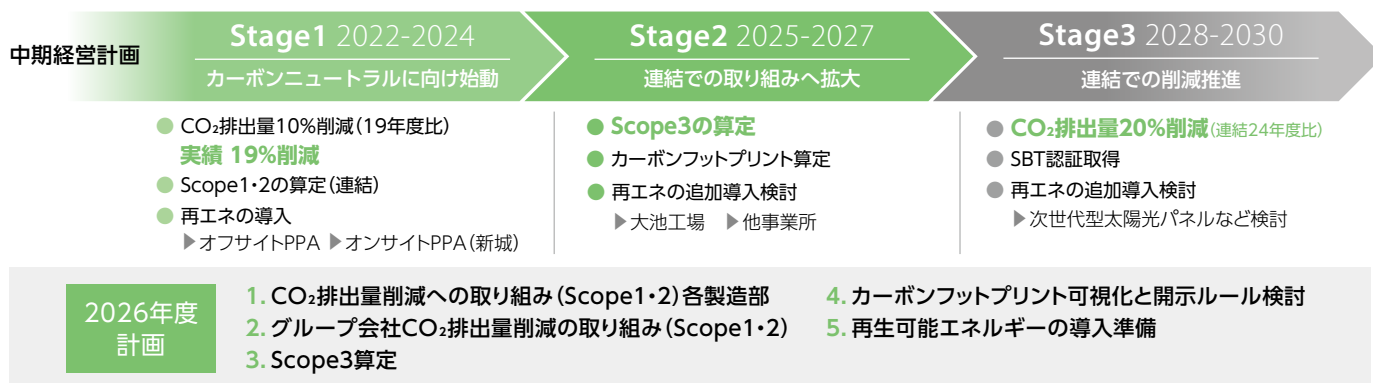 中期経営計画
Stage1 2022-2024
カーボンニュートラルに向け始動
● CO₂排出量10%削減（19年度比）
実績 19%削減
● Scope1・2の算定（連結）
● 再エネの導入
▶オフサイトPPA ▶オンサイトPPA（新城）
Stage2 2025-2027
連結での取り組みへ拡大
● Scope3の算定
● カーボンフットプリント算定
● 再エネの追加導入検討
▶大池工場 ▶他事業所
Stage3 2028-2030
連結での削減推進
● CO₂排出量20%削減（連結24年度比）
● SBT認証取得
● 再エネの追加導入検討
▶次世代型太陽光パネルなど検討
2026年度
計画
1. CO₂排出量削減への取り組み（Scope1・2）各製造部
2. グループ会社CO₂排出量削減の取り組み（Scope1・2）
3. Scope3算定
4. カーボンフットプリント可視化と開示ルール検討
5. 再生可能エネルギーの導入準備